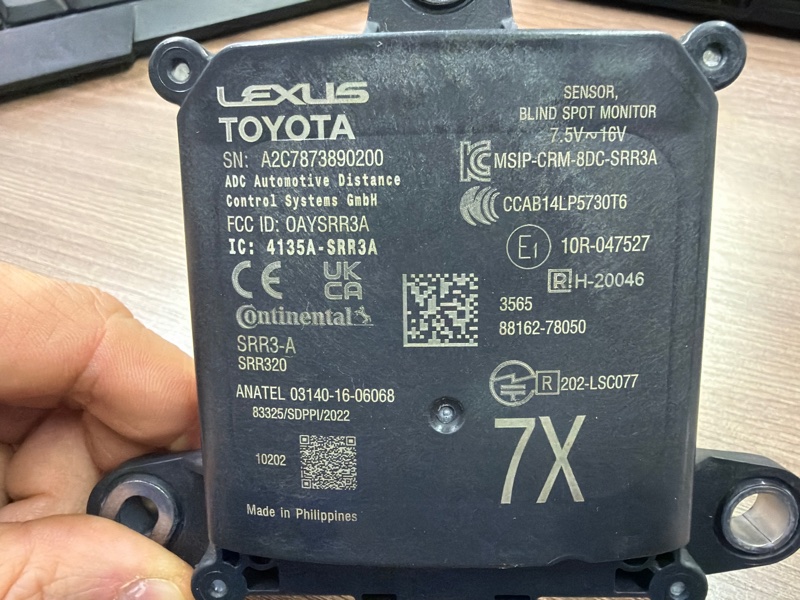 LEXUS
TOYOTA
SN: A2C7873890200
ADC Automotive Distance
Control Systems GmbH
FCC ID: OAYSRR3A
IC: 4135A-SRR3A
CE UK CA
Continental
SRR3-A
SRR320
ANATEL 03140-16-06068
83325/SDPPI/2022
10202
Made in Philippines
SENSOR,
BLIND SPOT MONITOR
7.5V~16V
MSIP-CRM-8DC-SRR3A
CCAB14LP5730T6
E1 10R-047527
R H-20046
3565
88162-78050
R 202-LSC077
7X